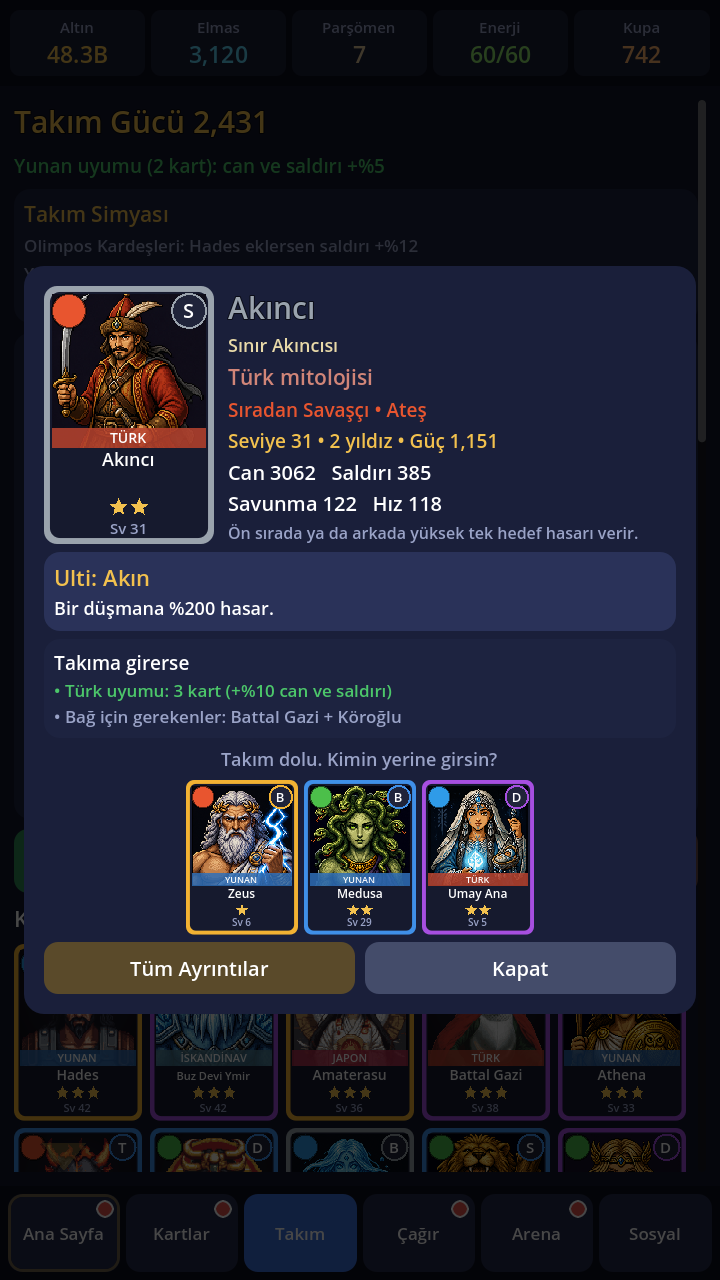 Altın
Elmas
Parşömen
Enerji
Kupa
48.3B
3,120
7
60/60
742
Takım Gücü 2,431
Yunan uyumu (2 kart): can ve saldırı +%5
Takım Simyası
Olimpos Kardeşleri: Hades eklersen saldırı +%12
S
TÜRK
Akıncı
Sv 31
Akıncı
Sınır Akıncısı
Türk mitolojisi
Sıradan Savaşçı • Ateş
Seviye 31 • 2 yıldız • Güç 1,151
Can 3062 Saldırı 385
Savunma 122 Hız 118
Ön sırada ya da arkada yüksek tek hedef hasarı verir.
Ulti: Akın
Bir düşmana %200 hasar.
Takıma girerse
• Türk uyumu: 3 kart (+%10 can ve saldırı)
• Bağ için gerekenler: Battal Gazi + Köroğlu
Takım dolu. Kimin yerine girsin?
B
YUNAN
Zeus
Sv 6
B
YUNAN
Medusa
Sv 29
D
TÜRK
Umay Ana
Sv 5
Tüm Ayrıntılar
Kapat
YUNAN
Hades
Sv 42
İSKANDİNAV
Buz Devi Ymir
Sv 42
JAPON
Amaterasu
Sv 36
TÜRK
Battal Gazi
Sv 38
YUNAN
Athena
Sv 33
T
D
B
S
D
Ana Sayfa
Kartlar
Takım
Çağır
Arena
Sosyal